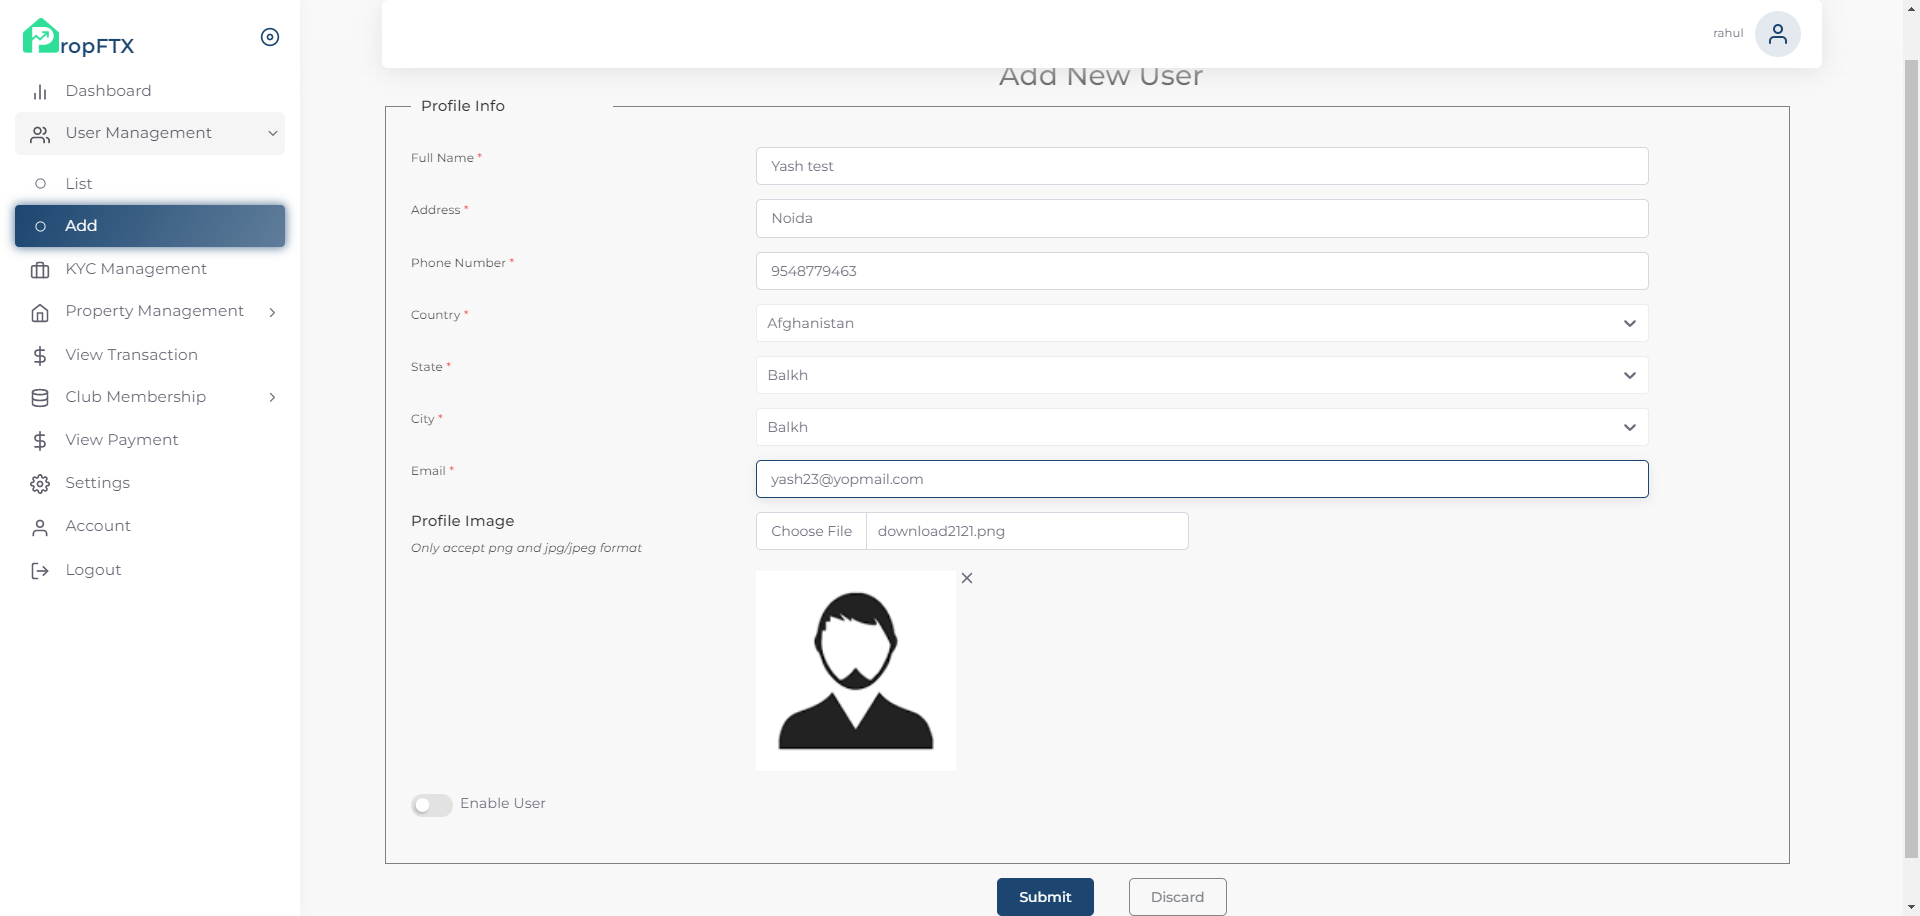 ropFTX
Dashboard
User Management
List
Add
KYC Management
Property Management
View Transaction
Club Membership
View Payment
Settings
Account
Logout
rahul
Add New User
Profile Info
Full Name *
Yash test
Address *
Noida
Phone Number *
9548779463
Country *
Afghanistan
State *
Balkh
City *
Balkh
Email *
yash23@yopmail.com
Profile Image
Only accept png and jpg/jpeg format
Choose File download2121.png
Enable User
Submit
Discard